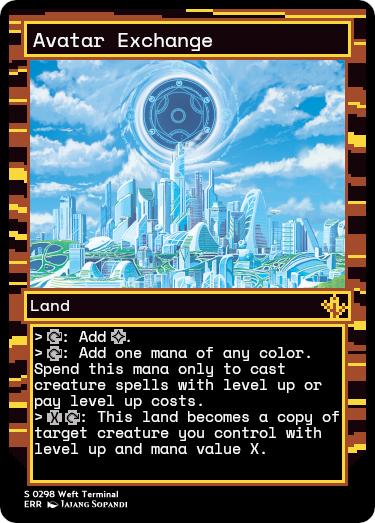 Avatar Exchange
Land
> : Add .
> : Add one mana of any color.
Spend this mana only to cast
creature spells with level up or
pay level up costs.
> X : This land becomes a copy of
target creature you control with
level up and mana value X.
S 0298 Weft Terminal
ERR Jajang Sopandi